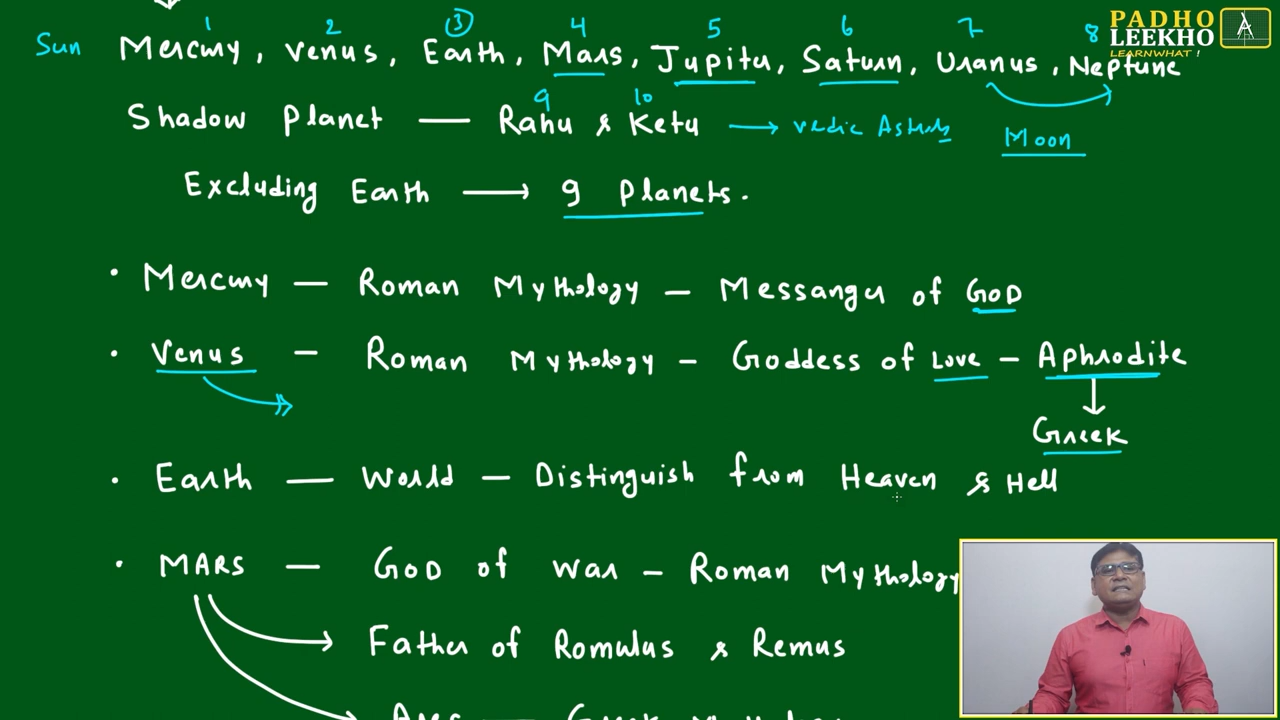 1 2 3 4 5 6 7 8
Sun Mercury, Venus, Earth, Mars, Jupiter, Saturn, Uranus, Neptune
PADHO
LEEKHO
LEARNWHAT !
9 10
Shadow Planet — Rahu & Ketu → Vedic
Moon
Excluding Earth → 9 Planets.
• Mercury — Roman Mythology — Messanger of GOD
• Venus — Roman Mythology — Goddess of Love — Aphrodite
Greek
• Earth — World — Distinguish from Heaven & Hell
• MARS — GOD of War — Roman Mythology
Father of Romulus & Remus